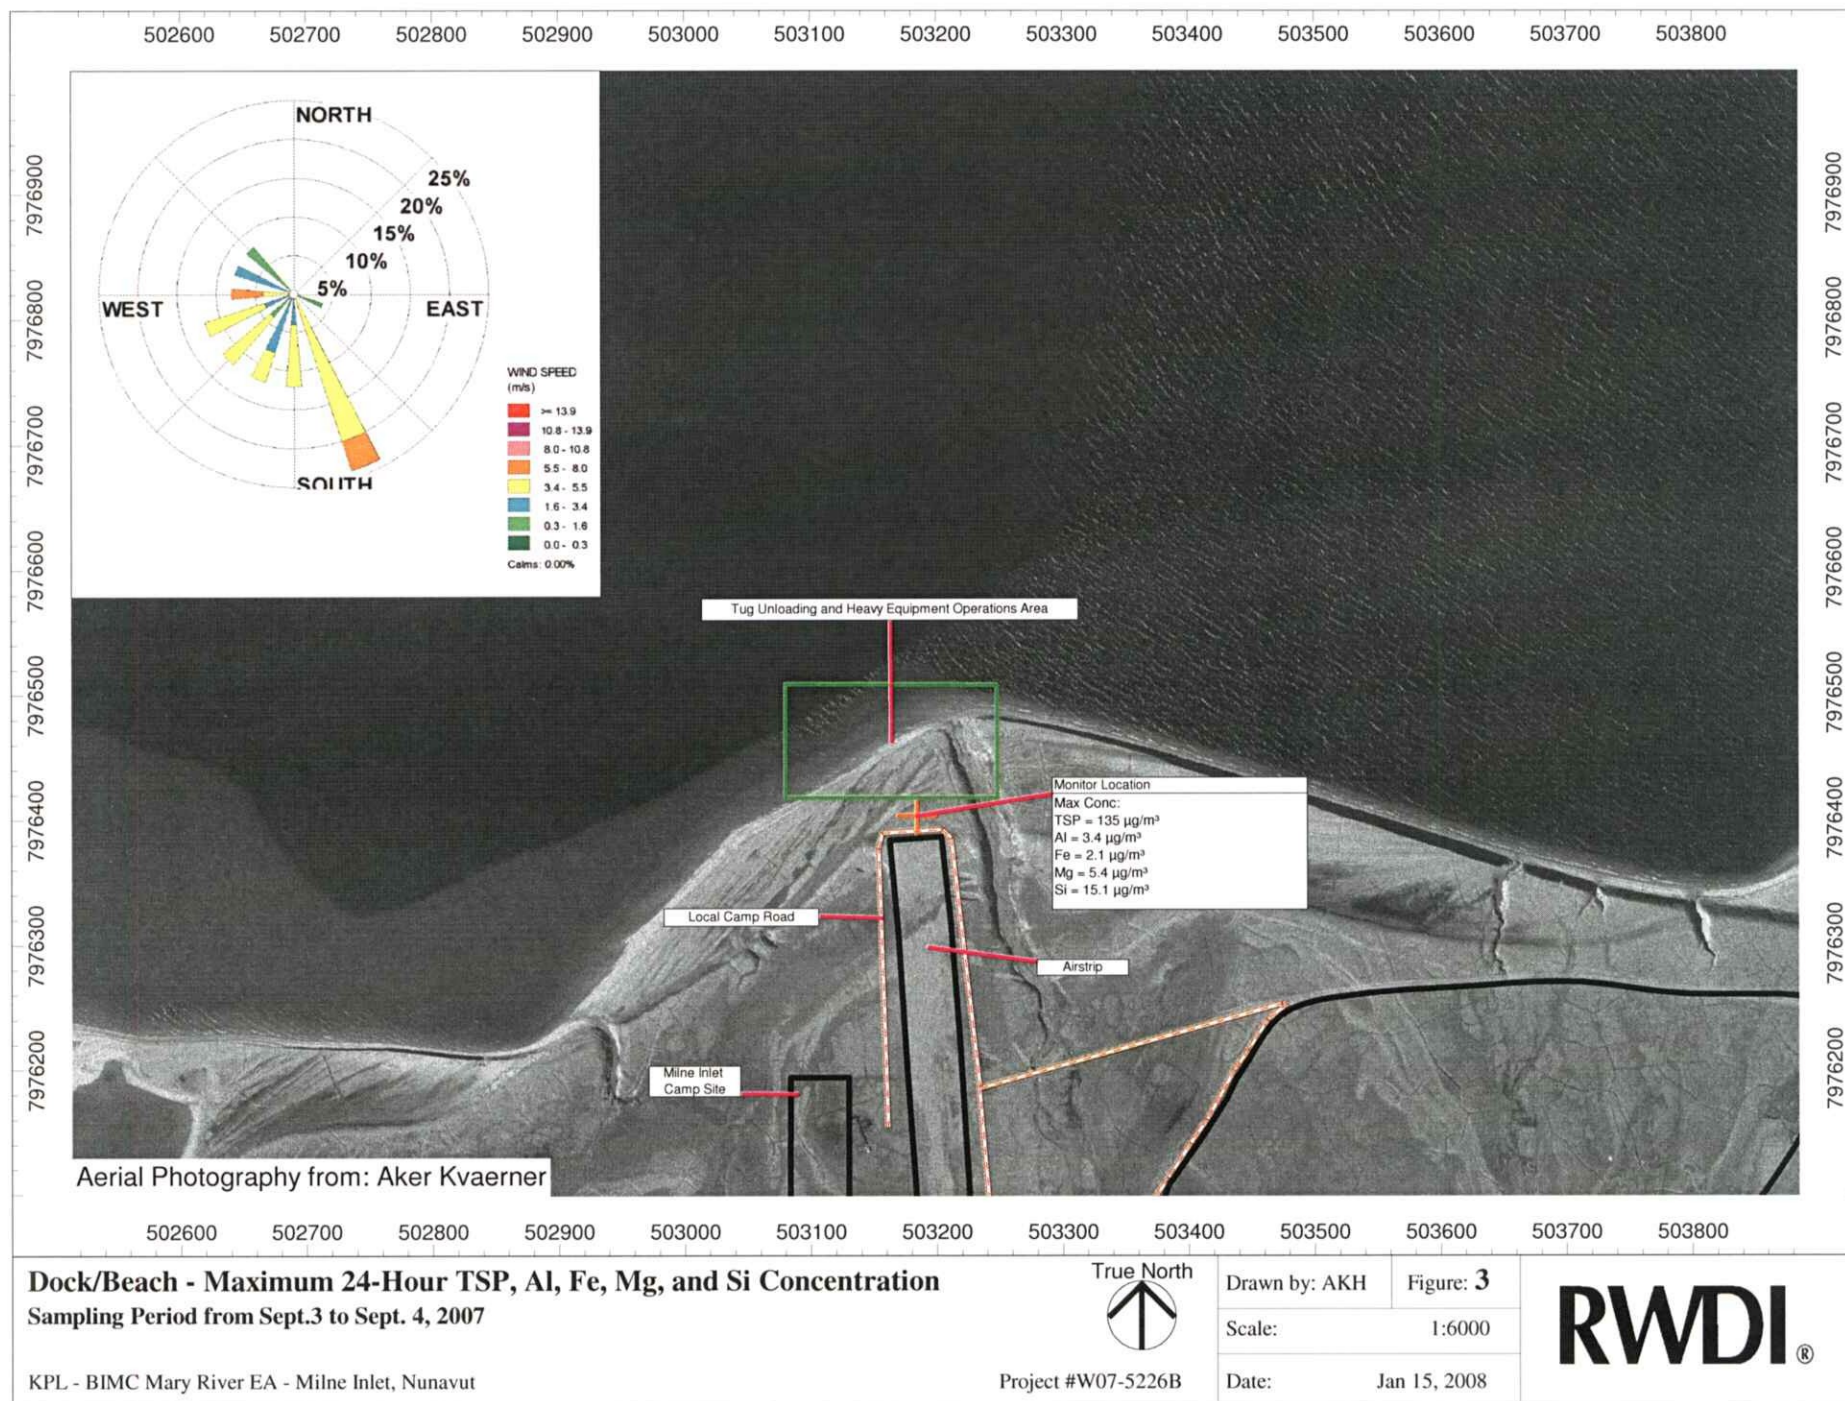 502600 502700 502800 502900 503000 503100 503200 503300 503400 503500 503600 503700 503800
7976900
7976800
7976700
7976600
7976500
7976400
7976300
7976200
7976900
7976800
7976700
7976600
7976500
7976400
7976300
7976200
NORTH
25%
20%
15%
10%
5%
WEST
EAST
SOUTH
WIND SPEED
(m/s)
>= 13.9
10.8 - 13.9
8.0 - 10.8
5.5 - 8.0
3.4 - 5.5
1.6 - 3.4
0.3 - 1.6
0.0 - 0.3
Calms: 0.00%
Tug Unloading and Heavy Equipment Operations Area
Monitor Location
Max Conc:
TSP = 135 µg/m³
Al = 3.4 µg/m³
Fe = 2.1 µg/m³
Mg = 5.4 µg/m³
Si = 15.1 µg/m³
Local Camp Road
Airstrip
Milne Inlet
Camp Site
Aerial Photography from: Aker Kvaerner
502600 502700 502800 502900 503000 503100 503200 503300 503400 503500 503600 503700 503800
Dock/Beach - Maximum 24-Hour TSP, Al, Fe, Mg, and Si Concentration
Sampling Period from Sept.3 to Sept. 4, 2007
KPL - BIMC Mary River EA - Milne Inlet, Nunavut
True North
Project #W07-5226B
Drawn by: AKH
Figure: 3
Scale: 1:6000
Date: Jan 15, 2008
RWDI®